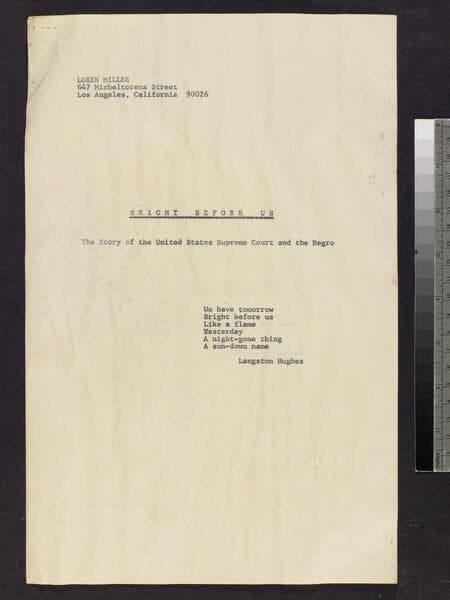 LOREN MILLER
647 Micheltorena Street
Los Angeles, California 90026
BRIGHT BEFORE US
The Story of the United States Supreme Court and the Negro
We have tomorrow
Bright before us
Like a flame
Yesterday
A night-gone thing
A sun-down name
Langston Hughes